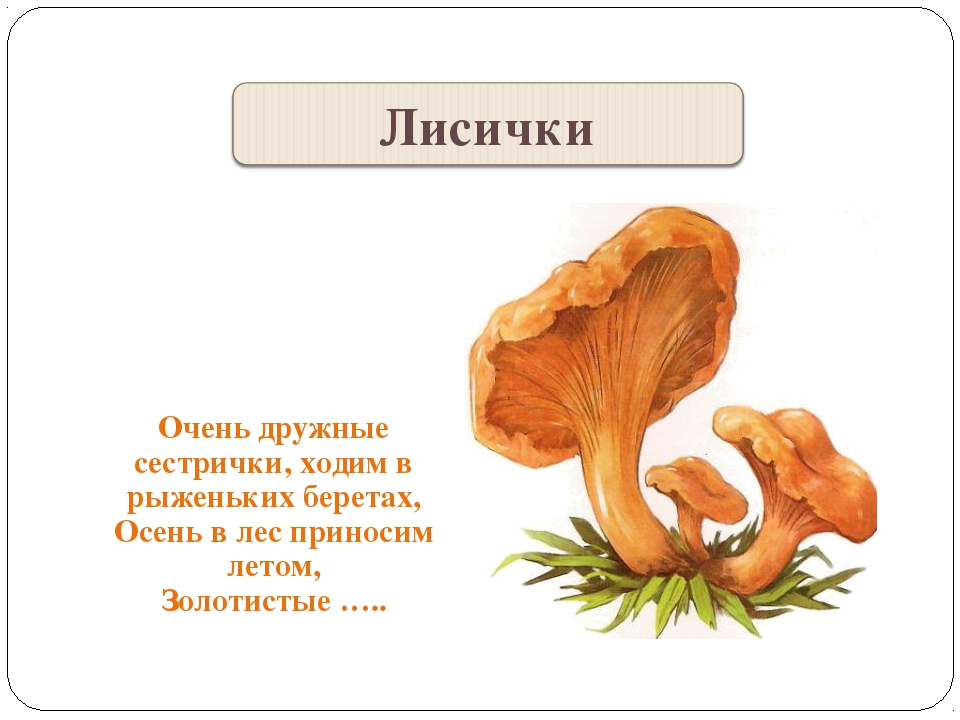 Лисички
Очень дружные
сестрички, ходим в
рыженьких беретах,
Осень в лес приносим
летом,
Золотистые …..